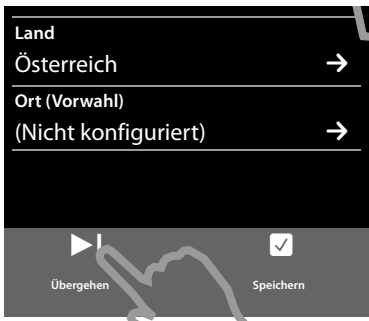 Land
Österreich
Ort (Vorwahl)
(Nicht konfiguriert)
Übergehen
Speichern